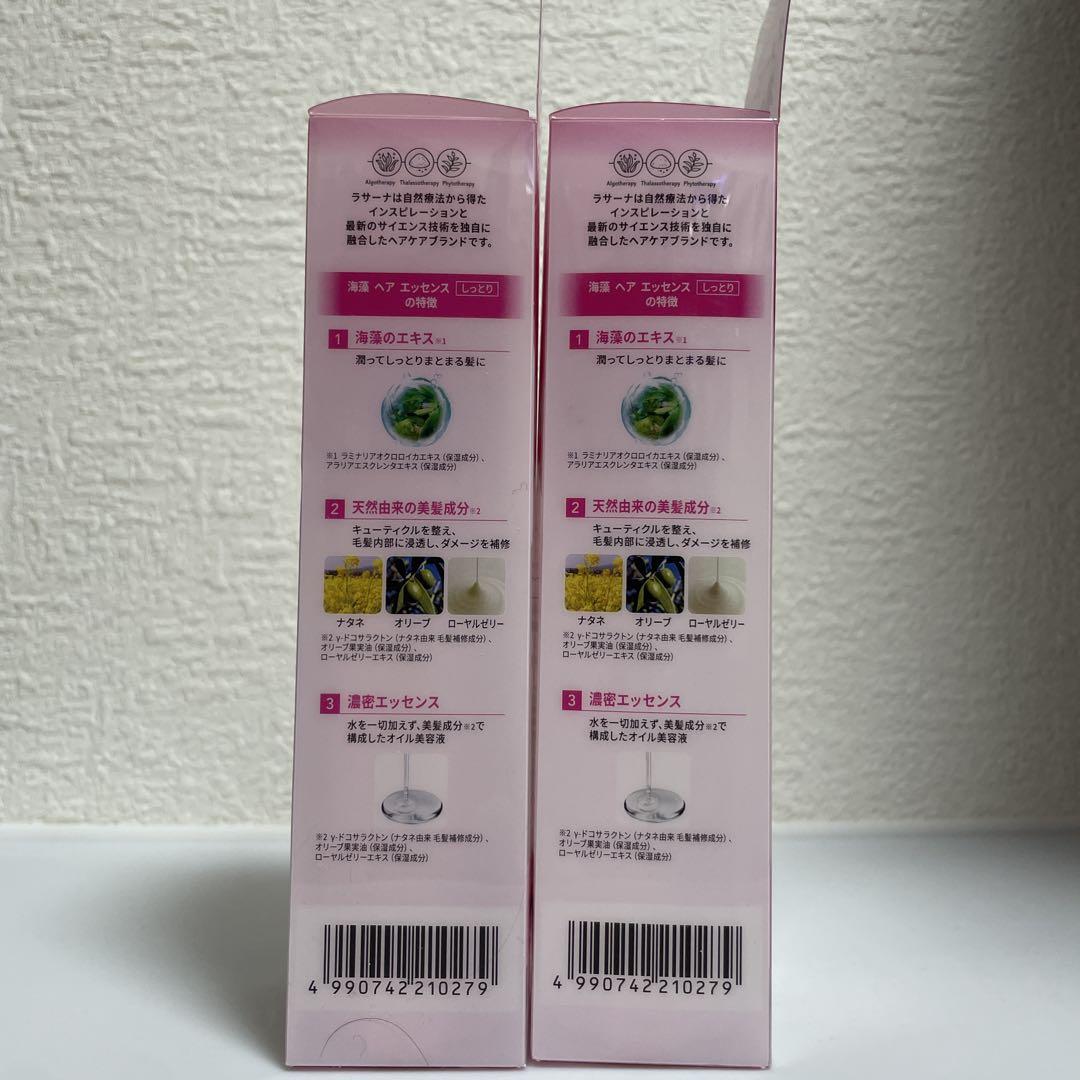 Algotherapy Thalassotherapy Phytotherapy
ラサーナは自然療法から得た
インスピレーションと
最新のサイエンス技術を独自に
融合したヘアケアブランドです。
海藻 ヘア エッセンス しっとり
の特徴
1 海藻のエキス※1
潤ってしっとりまとまる髪に
※1 ラミナリアオクロロイカエキス（保湿成分）、
アラリアエスクレンタエキス（保湿成分）
2 天然由来の美髪成分※2
キューティクルを整え、
毛髪内部に浸透し、ダメージを補修
ナタネ オリーブ ローヤルゼリー
※2 γ-ドコサラクトン（ナタネ由来 毛髪補修成分）、
オリーブ果実油（保湿成分）、
ローヤルゼリーエキス（保湿成分）
3 濃密エッセンス
水を一切加えず、美髪成分※2で
構成したオイル美容液
※2 γ-ドコサラクトン（ナタネ由来 毛髪補修成分）、
オリーブ果実油（保湿成分）、
ローヤルゼリーエキス（保湿成分）
4 990742 210279
Algotherapy Thalassotherapy Phytotherapy
ラサーナは自然療法から得た
インスピレーションと
最新のサイエンス技術を独自に
融合したヘアケアブランドです。
海藻 ヘア エッセンス しっとり
の特徴
1 海藻のエキス※1
潤ってしっとりまとまる髪に
※1 ラミナリアオクロロイカエキス（保湿成分）、
アラリアエスクレンタエキス（保湿成分）
2 天然由来の美髪成分※2
キューティクルを整え、
毛髪内部に浸透し、ダメージを補修
ナタネ オリーブ ローヤルゼリー
※2 γ-ドコサラクトン（ナタネ由来 毛髪補修成分）、
オリーブ果実油（保湿成分）、
ローヤルゼリーエキス（保湿成分）
3 濃密エッセンス
水を一切加えず、美髪成分※2で
構成したオイル美容液
※2 γ-ドコサラクトン（ナタネ由来 毛髪補修成分）、
オリーブ果実油（保湿成分）、
ローヤルゼリーエキス（保湿成分）
4 990742 210279